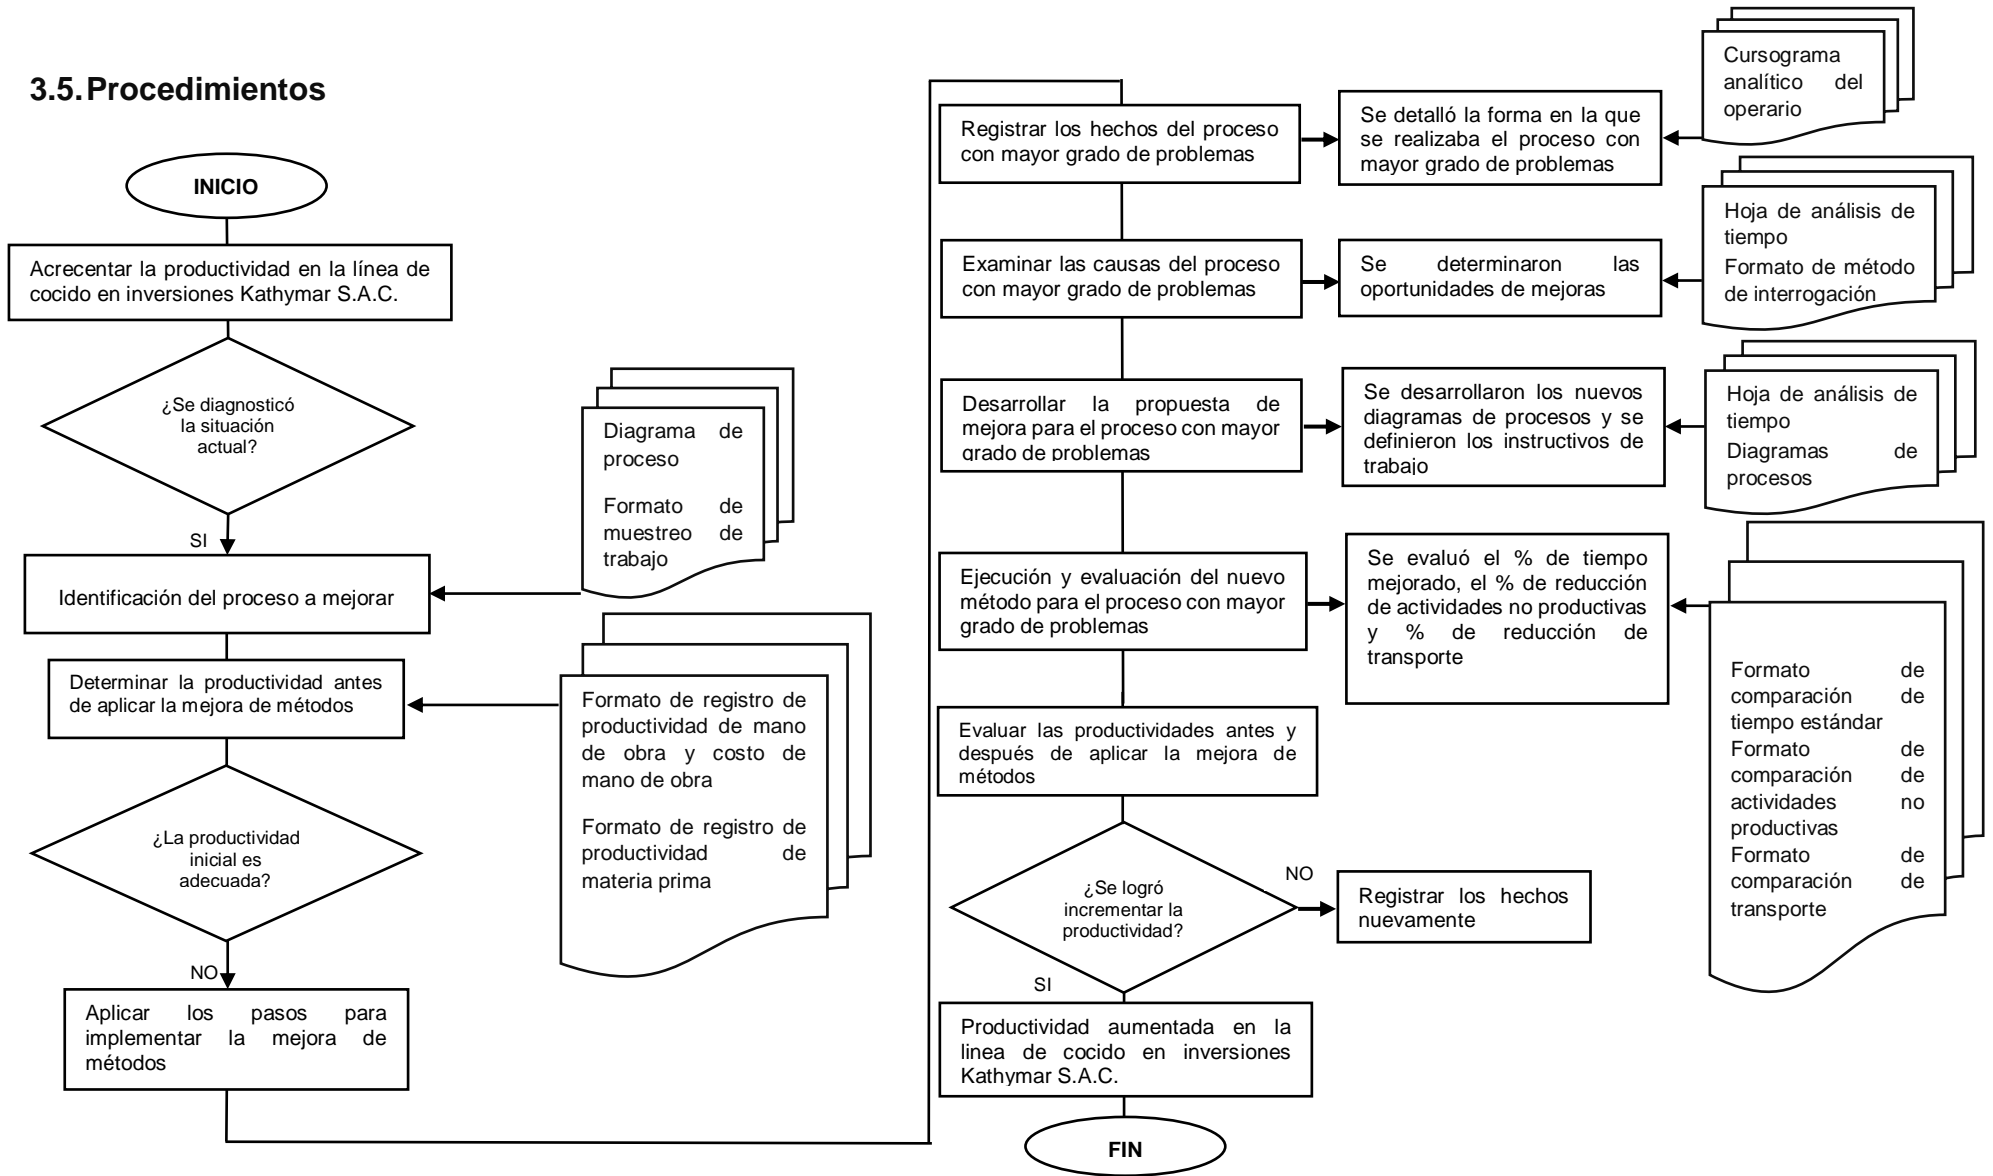 3.5. Procedimientos
INICIO
Acrecentar la productividad en la línea de
cocido en inversiones Kathymar S.A.C.
¿Se diagnosticó
la situación
actual?
SI
Identificación del proceso a mejorar
Diagrama de
proceso
Formato de
muestreo de
trabajo
Determinar la productividad antes
de aplicar la mejora de métodos
Formato de registro de
productividad de mano
de obra y costo de
mano de obra
Formato de registro de
productividad de
materia prima
¿La productividad
inicial es
adecuada?
NO
Aplicar los pasos para
implementar la mejora de
métodos
Registrar los hechos del proceso
con mayor grado de problemas
Se detalló la forma en la que
se realizaba el proceso con
mayor grado de problemas
Cursograma
analítico del
operario
Examinar las causas del proceso
con mayor grado de problemas
Se determinaron las
oportunidades de mejoras
Hoja de análisis de
tiempo
Formato de método
de interrogación
Desarrollar la propuesta de
mejora para el proceso con mayor
grado de problemas
Se desarrollaron los nuevos
diagramas de procesos y se
definieron los instructivos de
trabajo
Hoja de análisis de
tiempo
Diagramas de
procesos
Ejecución y evaluación del nuevo
método para el proceso con mayor
grado de problemas
Se evaluó el % de tiempo
mejorado, el % de reducción
de actividades no productivas
y % de reducción de
transporte
Formato de
comparación de
tiempo estándar
Formato de
comparación de
actividades no
productivas
Formato de
comparación de
transporte
Evaluar las productividades antes y
después de aplicar la mejora de
métodos
¿Se logró
incrementar la
productividad?
NO
Registrar los hechos
nuevamente
SI
Productividad aumentada en la
linea de cocido en inversiones
Kathymar S.A.C.
FIN